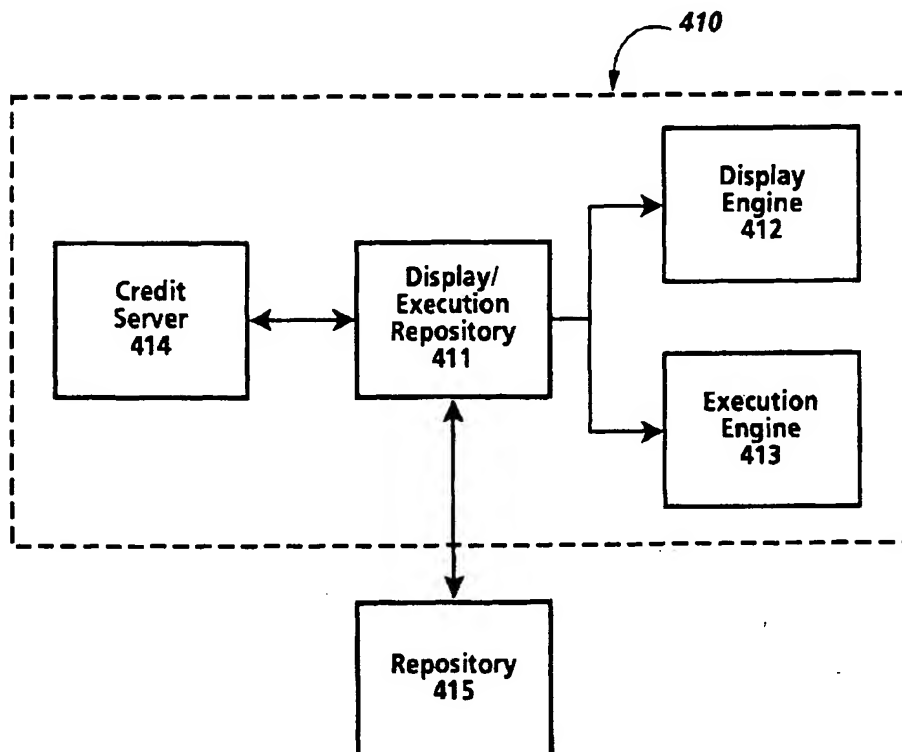 410
Display
Engine
412
Credit
Server
414
Display/
Execution
Repository
411
Execution
Engine
413
Repository
415